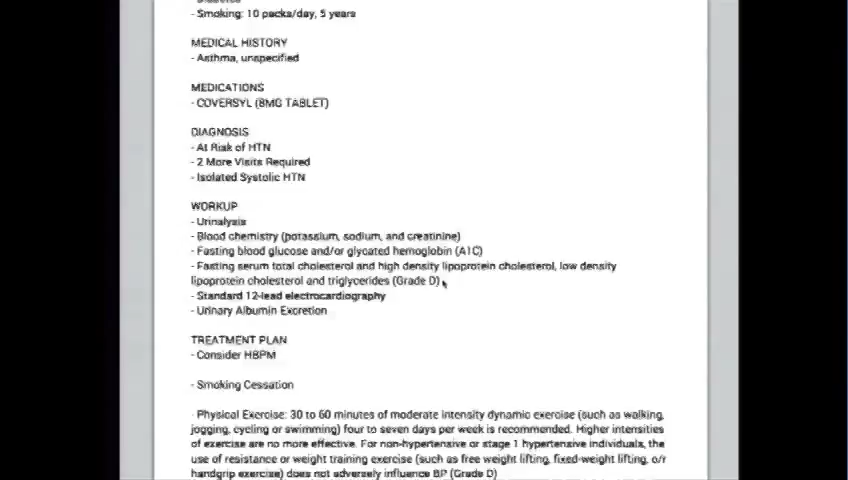 Diabetes
- Smoking: 10 packs/day, 5 years
MEDICAL HISTORY
- Asthma, unspecified
MEDICATIONS
- COVERSYL (8MG TABLET)
DIAGNOSIS
- At Risk of HTN
- 2 More Visits Required
- Isolated Systolic HTN
WORKUP
- Urinalysis
- Blood chemistry (potassium, sodium, and creatinine)
- Fasting blood glucose and/or glycated hemoglobin (A1C)
- Fasting serum total cholesterol and high density lipoprotein cholesterol, low density
lipoprotein cholesterol and triglycerides (Grade D)
- Standard 12-lead electrocardiography
- Urinary Albumin Excretion
TREATMENT PLAN
- Consider HBPM
- Smoking Cessation
- Physical Exercise: 30 to 60 minutes of moderate intensity dynamic exercise (such as walking,
jogging, cycling or swimming) four to seven days per week is recommended. Higher intensities
of exercise are no more effective. For non-hypertensive or stage 1 hypertensive individuals, the
use of resistance or weight training exercise (such as free weight lifting, fixed-weight lifting, o/r
handgrip exercise) does not adversely influence BP (Grade D)